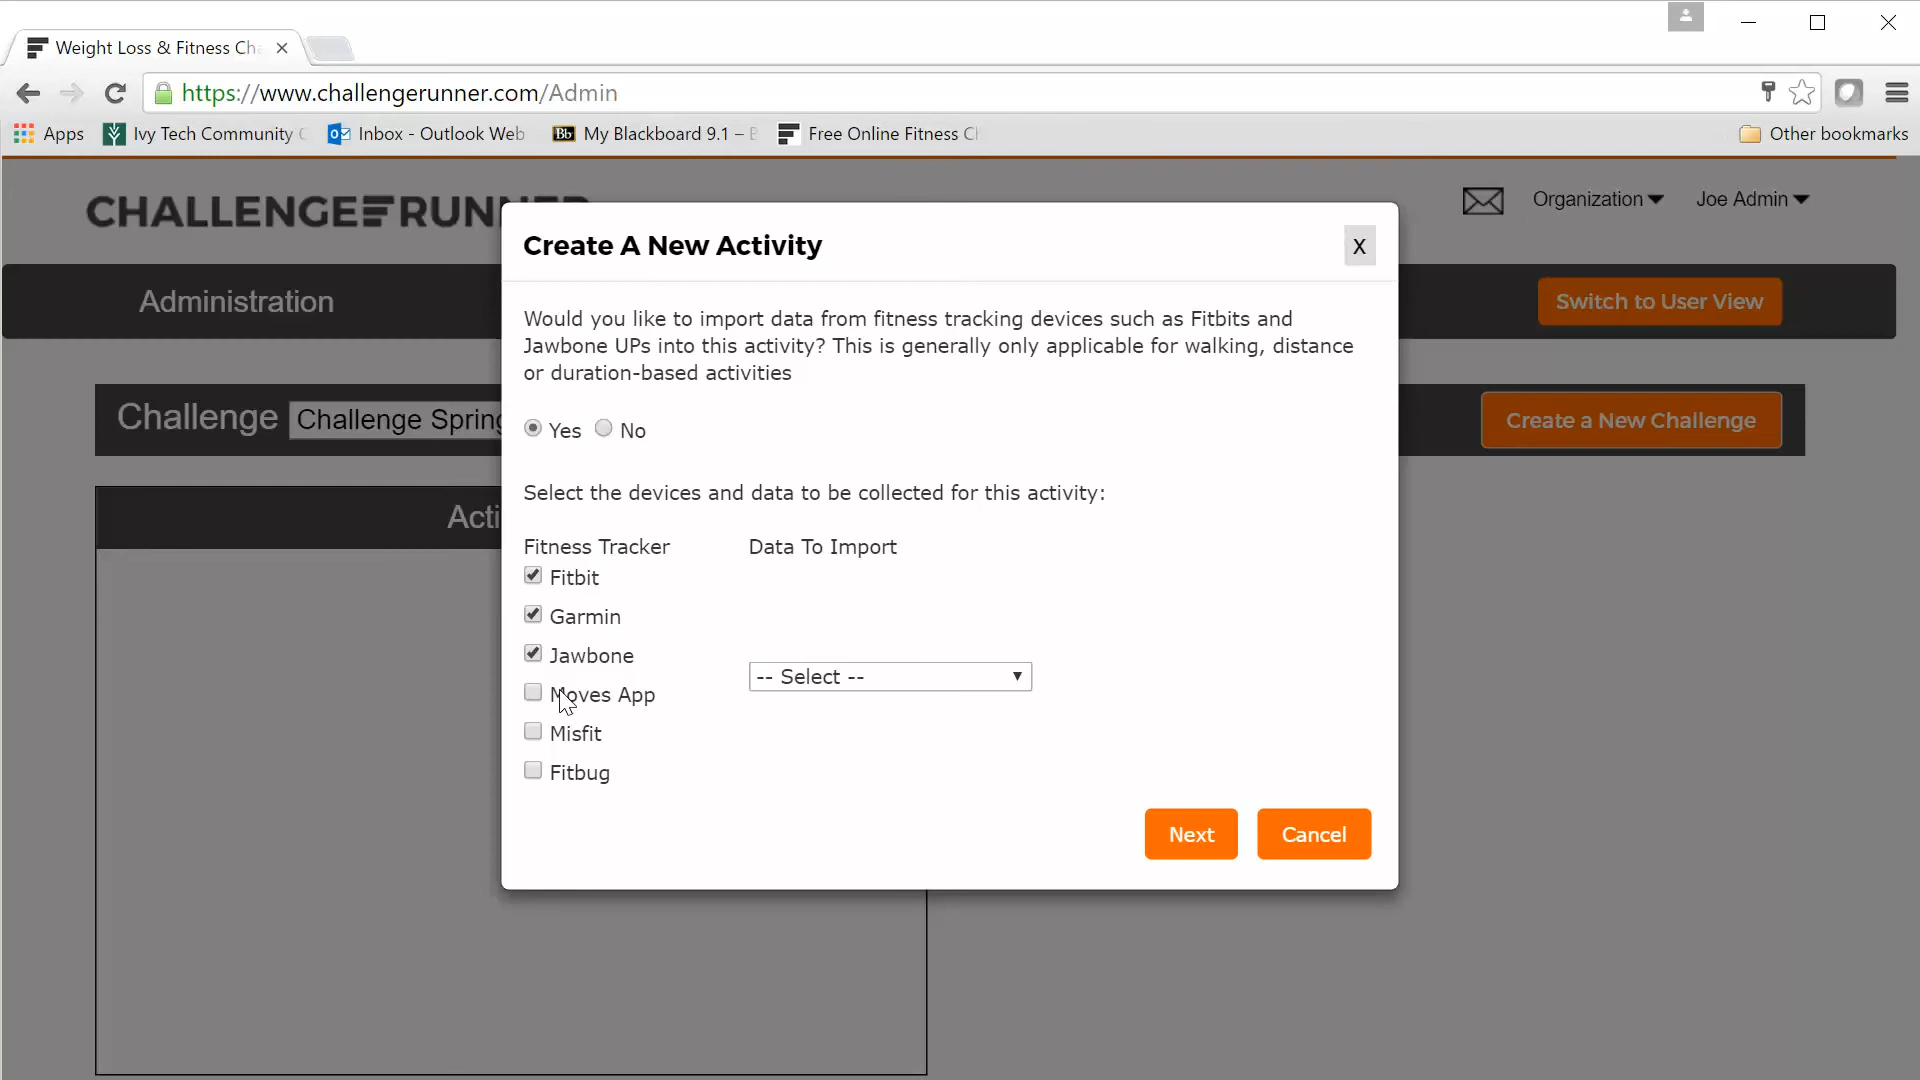 Weight Loss & Fitness Ch
https://www.challengerunner.com/Admin
Apps Ivy Tech Community Inbox - Outlook Web Bb My Blackboard 9.1 – Free Online Fitness Ch Other bookmarks
CHALLENGE RUNNER
Organization Joe Admin
Administration
Switch to User View
Challenge Challenge Spring
Create a New Challenge
Acti
Create A New Activity
X
Would you like to import data from fitness tracking devices such as Fitbits and
Jawbone UPs into this activity? This is generally only applicable for walking, distance
or duration-based activities
Yes No
Select the devices and data to be collected for this activity:
Fitness Tracker Data To Import
Fitbit
Garmin
Jawbone
-- Select --
Moves App
Misfit
Fitbug
Next Cancel